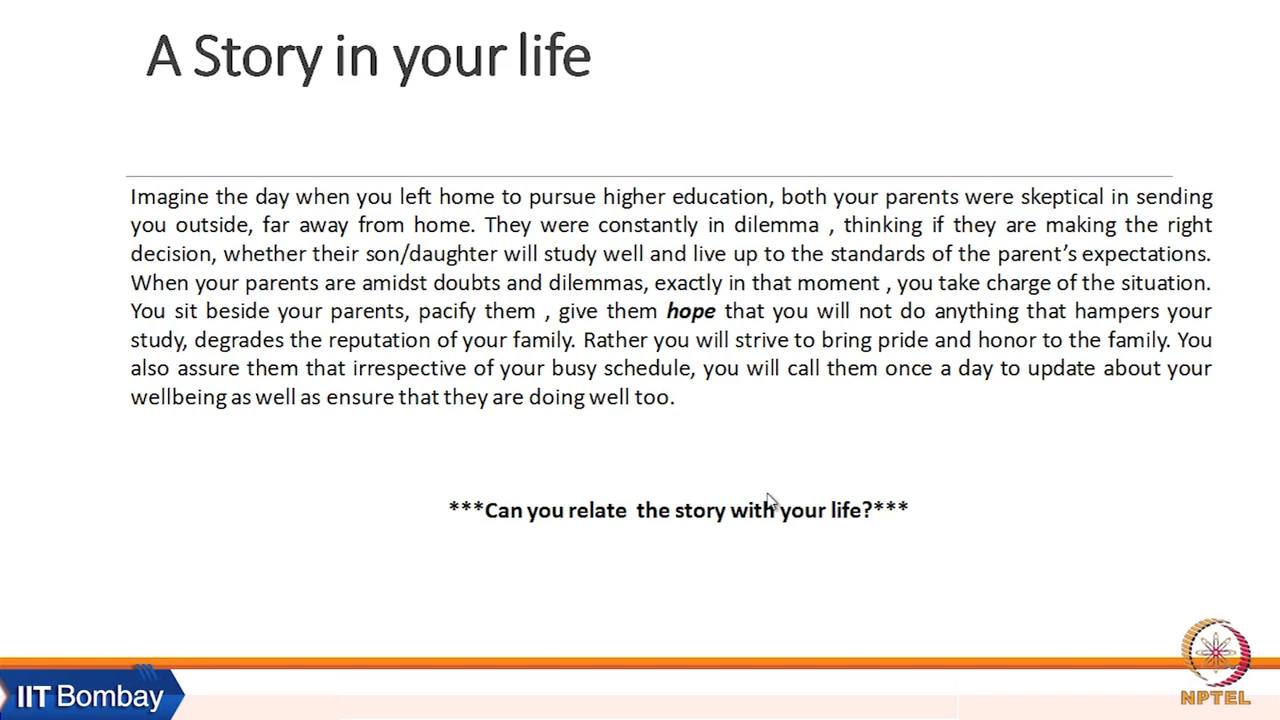 A Story in your life
Imagine the day when you left home to pursue higher education, both your parents were skeptical in sending
you outside, far away from home. They were constantly in dilemma , thinking if they are making the right
decision, whether their son/daughter will study well and live up to the standards of the parent's expectations.
When your parents are amidst doubts and dilemmas, exactly in that moment , you take charge of the situation.
You sit beside your parents, pacify them , give them hope that you will not do anything that hampers your
study, degrades the reputation of your family. Rather you will strive to bring pride and honor to the family. You
also assure them that irrespective of your busy schedule, you will call them once a day to update about your
wellbeing as well as ensure that they are doing well too.
***Can you relate the story with your life?***
IIT Bombay
NPTEL